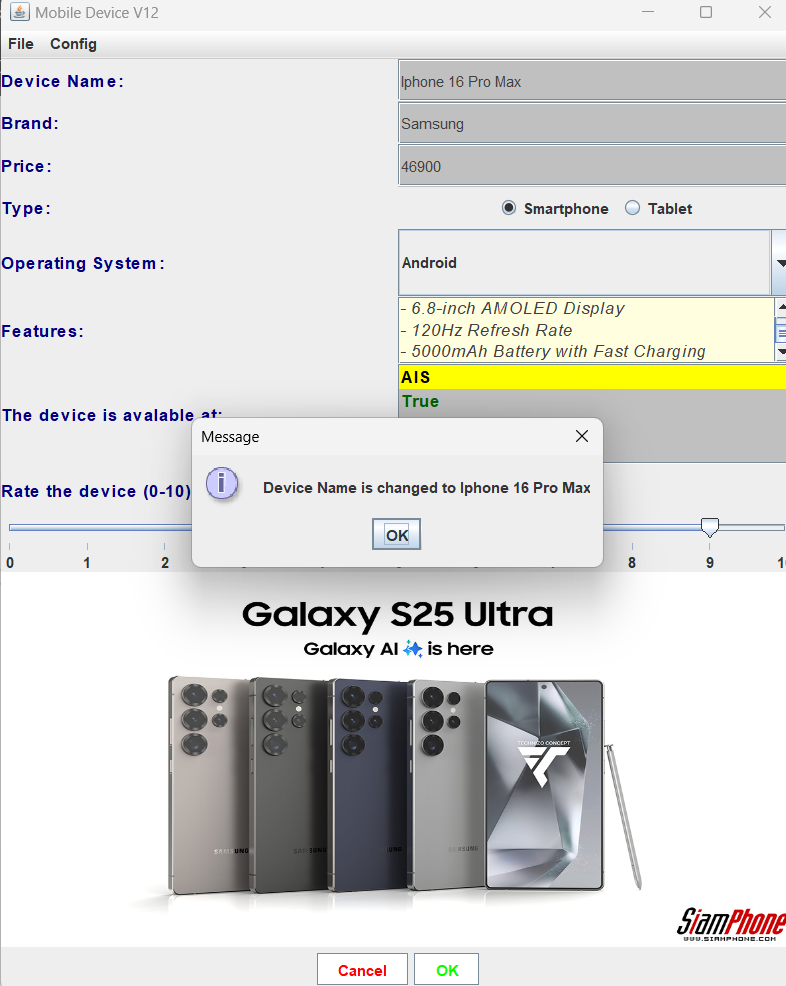 Mobile Device V12
File Config
Device Name:
Iphone 16 Pro Max
Brand:
Samsung
Price:
46900
Type:
Smartphone Tablet
Operating System:
Android
Features:
- 6.8-inch AMOLED Display
- 120Hz Refresh Rate
- 5000mAh Battery with Fast Charging
The device is avalable at:
AIS
True
Message
Device Name is changed to Iphone 16 Pro Max
OK
Rate the device (0-10)
0 1 2 8 9
Galaxy S25 Ultra
Galaxy AI is here
TECHNIZO CONCEPT
SAMSUNG SAMSUNG SAMSUNG SAMSUNG
SiamPhone
WWW.SIAMPHONE.COM
Cancel OK